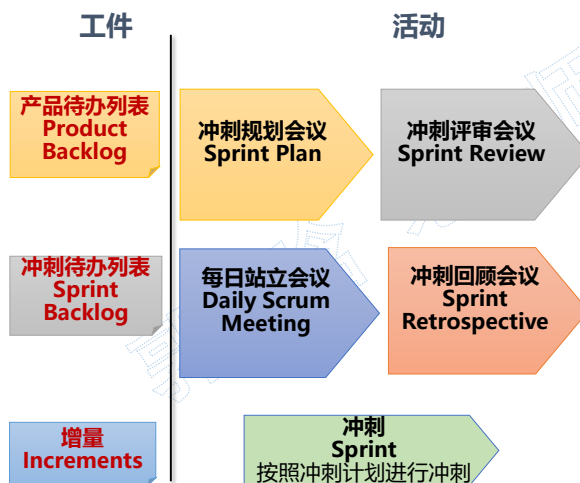 工件
活动
产品待办列表
Product
Backlog
冲刺规划会议
Sprint Plan
冲刺评审会议
Sprint Review
冲刺待办列表
Sprint
Backlog
每日站立会议
Daily Scrum
Meeting
冲刺回顾会议
Sprint
Retrospective
增量
Increments
冲刺
Sprint
按照冲刺计划进行冲刺